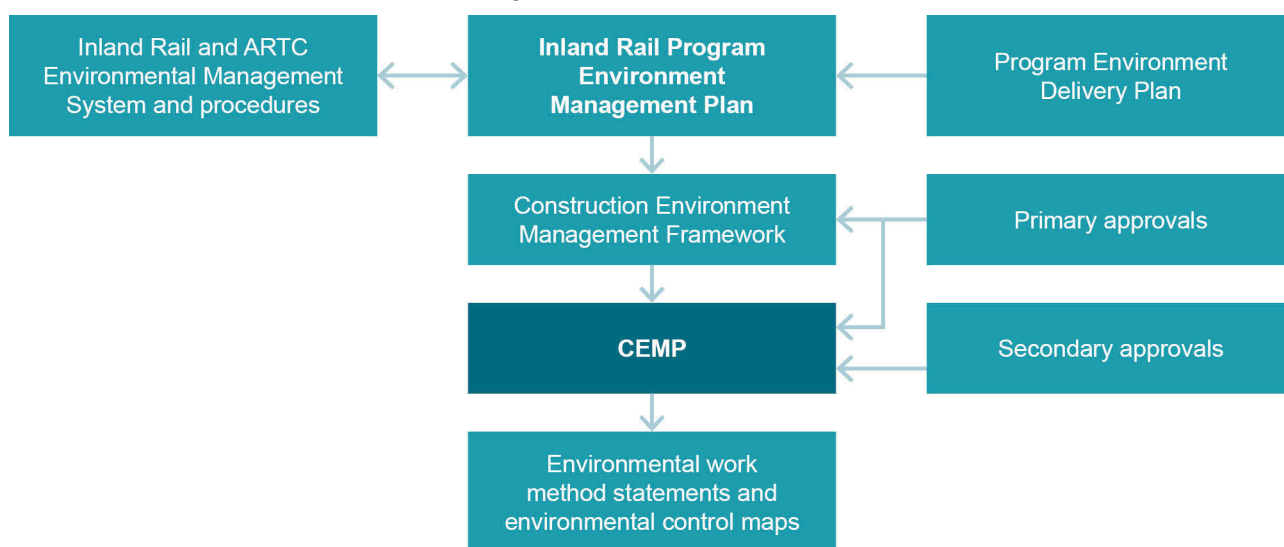 Inland Rail and ARTC
Environmental Management
System and procedures
Inland Rail Program
Environment
Management Plan
Program Environment
Delivery Plan
Construction Environment
Management Framework
Primary approvals
CEMP
Secondary approvals
Environmental work
method statements and
environmental control maps